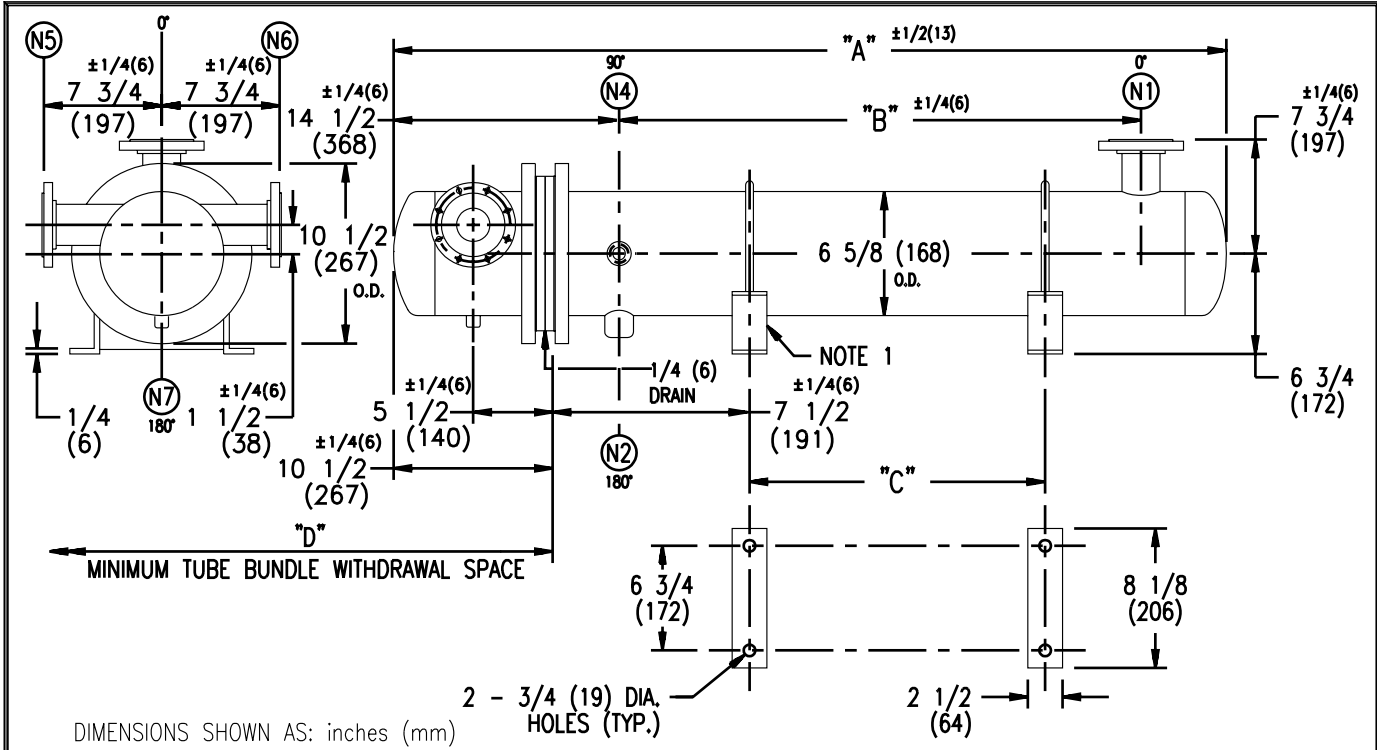 N5
0°
N6
±1/4(6)
7 3/4
(197)
±1/4(6)
7 3/4
(197)
10 1/2
(267)
O.D.
1/4
(6)
N7
180°
±1/4(6)
1 1/2
(38)
"A" ±1/2(13)
±1/4(6)
14 1/2
(368)
90°
N4
"B" ±1/4(6)
0°
N1
±1/4(6)
7 3/4
(197)
6 5/8 (168)
O.D.
NOTE 1
1/4 (6)
DRAIN
6 3/4
(172)
±1/4(6)
5 1/2
(140)
±1/4(6)
7 1/2
(191)
±1/4(6)
10 1/2
(267)
N2
180°
"C"
"D"
MINIMUM TUBE BUNDLE WITHDRAWAL SPACE
6 3/4
(172)
8 1/8
(206)
2 - 3/4 (19) DIA.
HOLES (TYP.)
2 1/2
(64)
DIMENSIONS SHOWN AS: inches (mm)